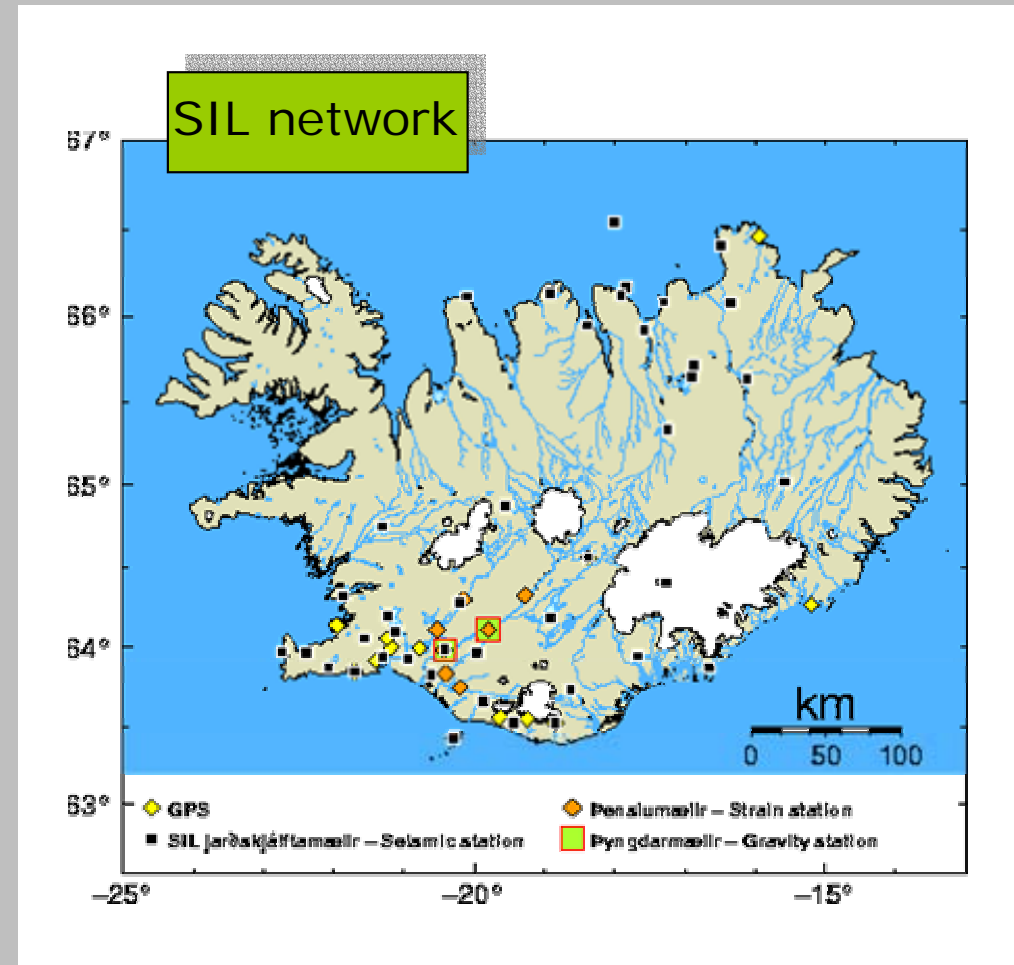 SIL network
67°
66°
65°
64°
63°
km
0 50 100
GPS
SIL jarðskjálftamælir – Seismic station
Þenslumælir – Strain station
Þyngdarmælir – Gravity station
–25° –20° –15°